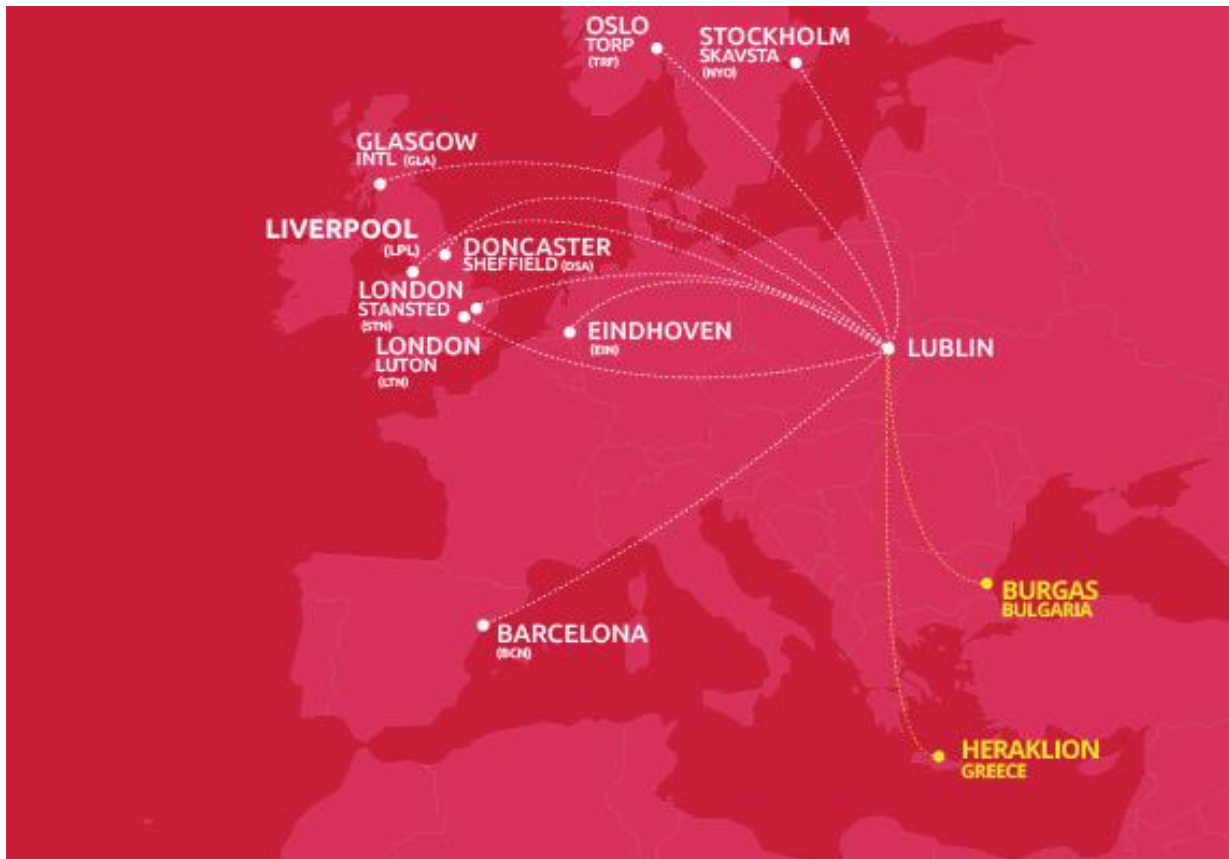 OSLO
TORP
(TRF)
STOCKHOLM
SKAVSTA
(NYO)
GLASGOW
INTL (GLA)
LIVERPOOL
(LPL)
DONCASTER
SHEFFIELD (DSA)
LONDON
STANSTED
(STN)
LONDON
LUTON
(LTN)
EINDHOVEN
(EIN)
LUBLIN
BURGAS
BULGARIA
BARCELONA
(BCN)
HERAKLION
GREECE